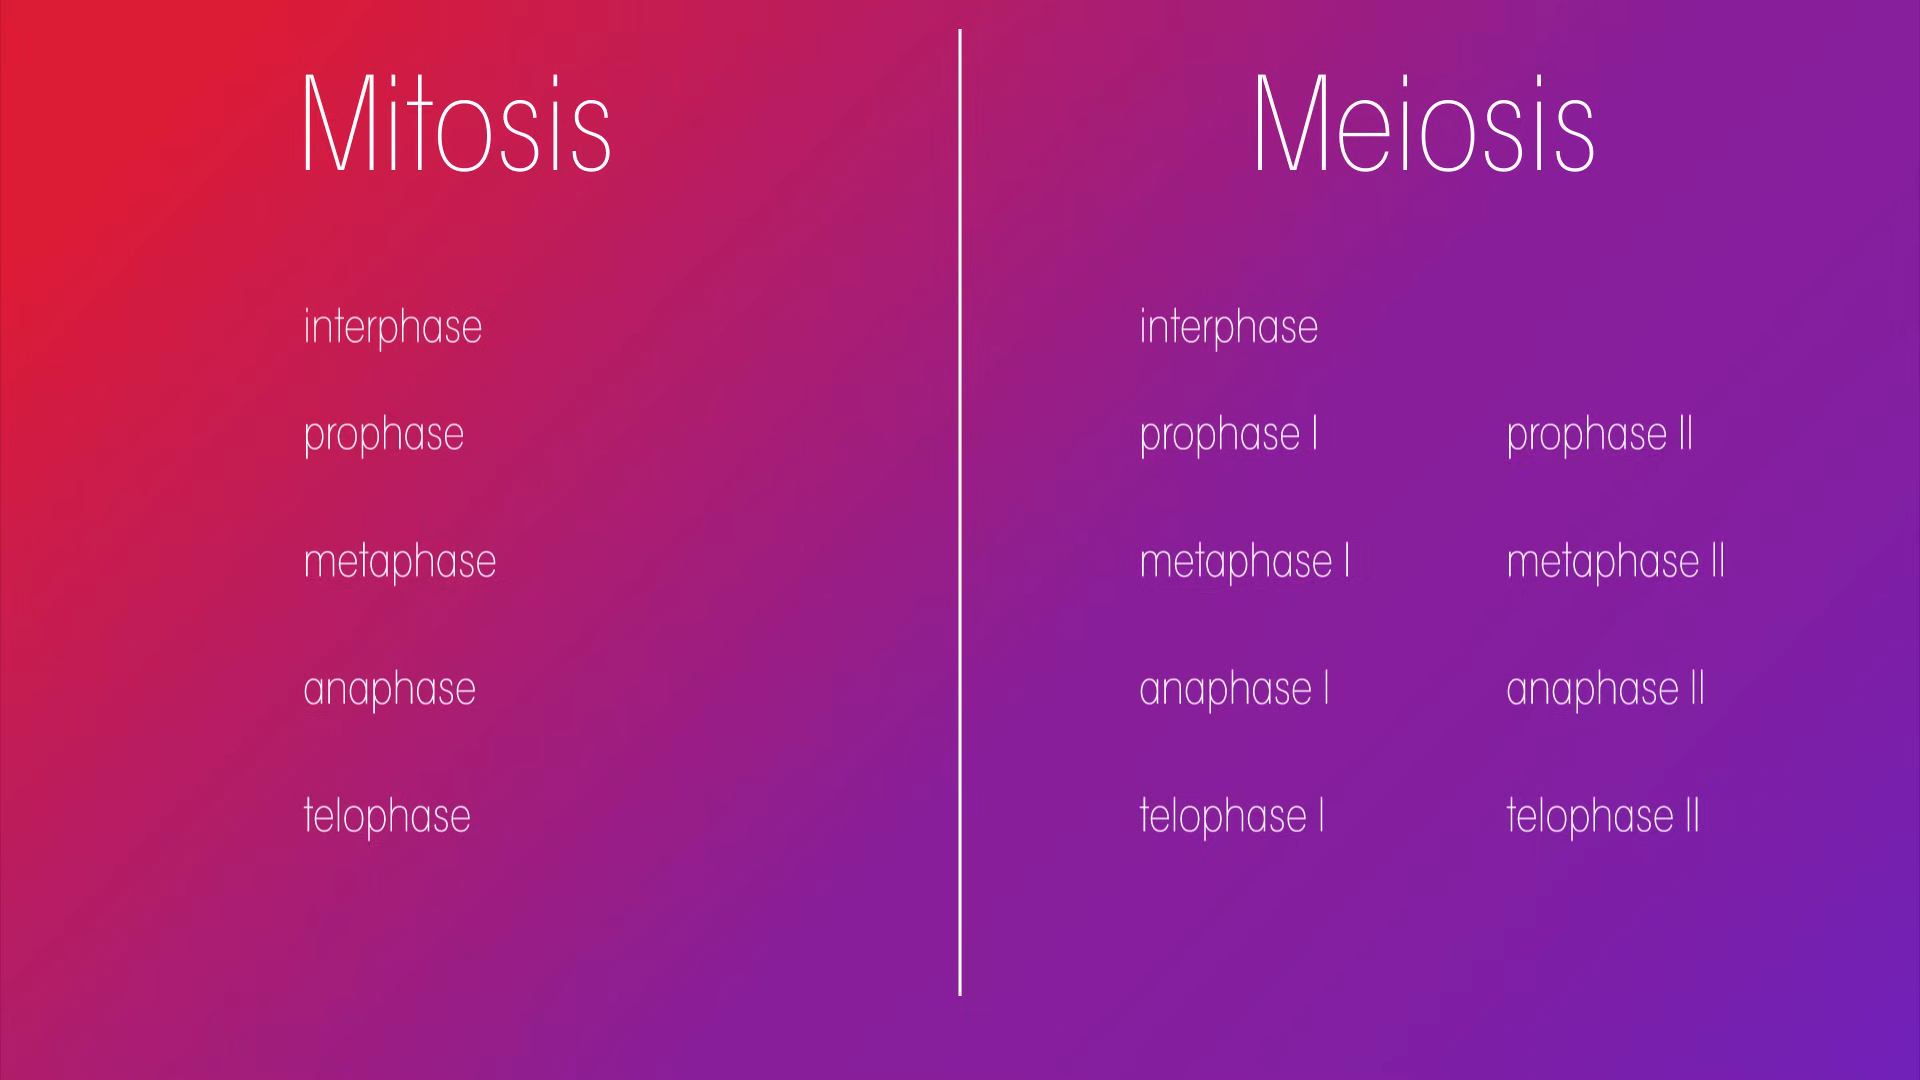 Mitosis
interphase
prophase
metaphase
anaphase
telophase
Meiosis
interphase
prophase I
metaphase I
anaphase I
telophase I
prophase II
metaphase II
anaphase II
telophase II